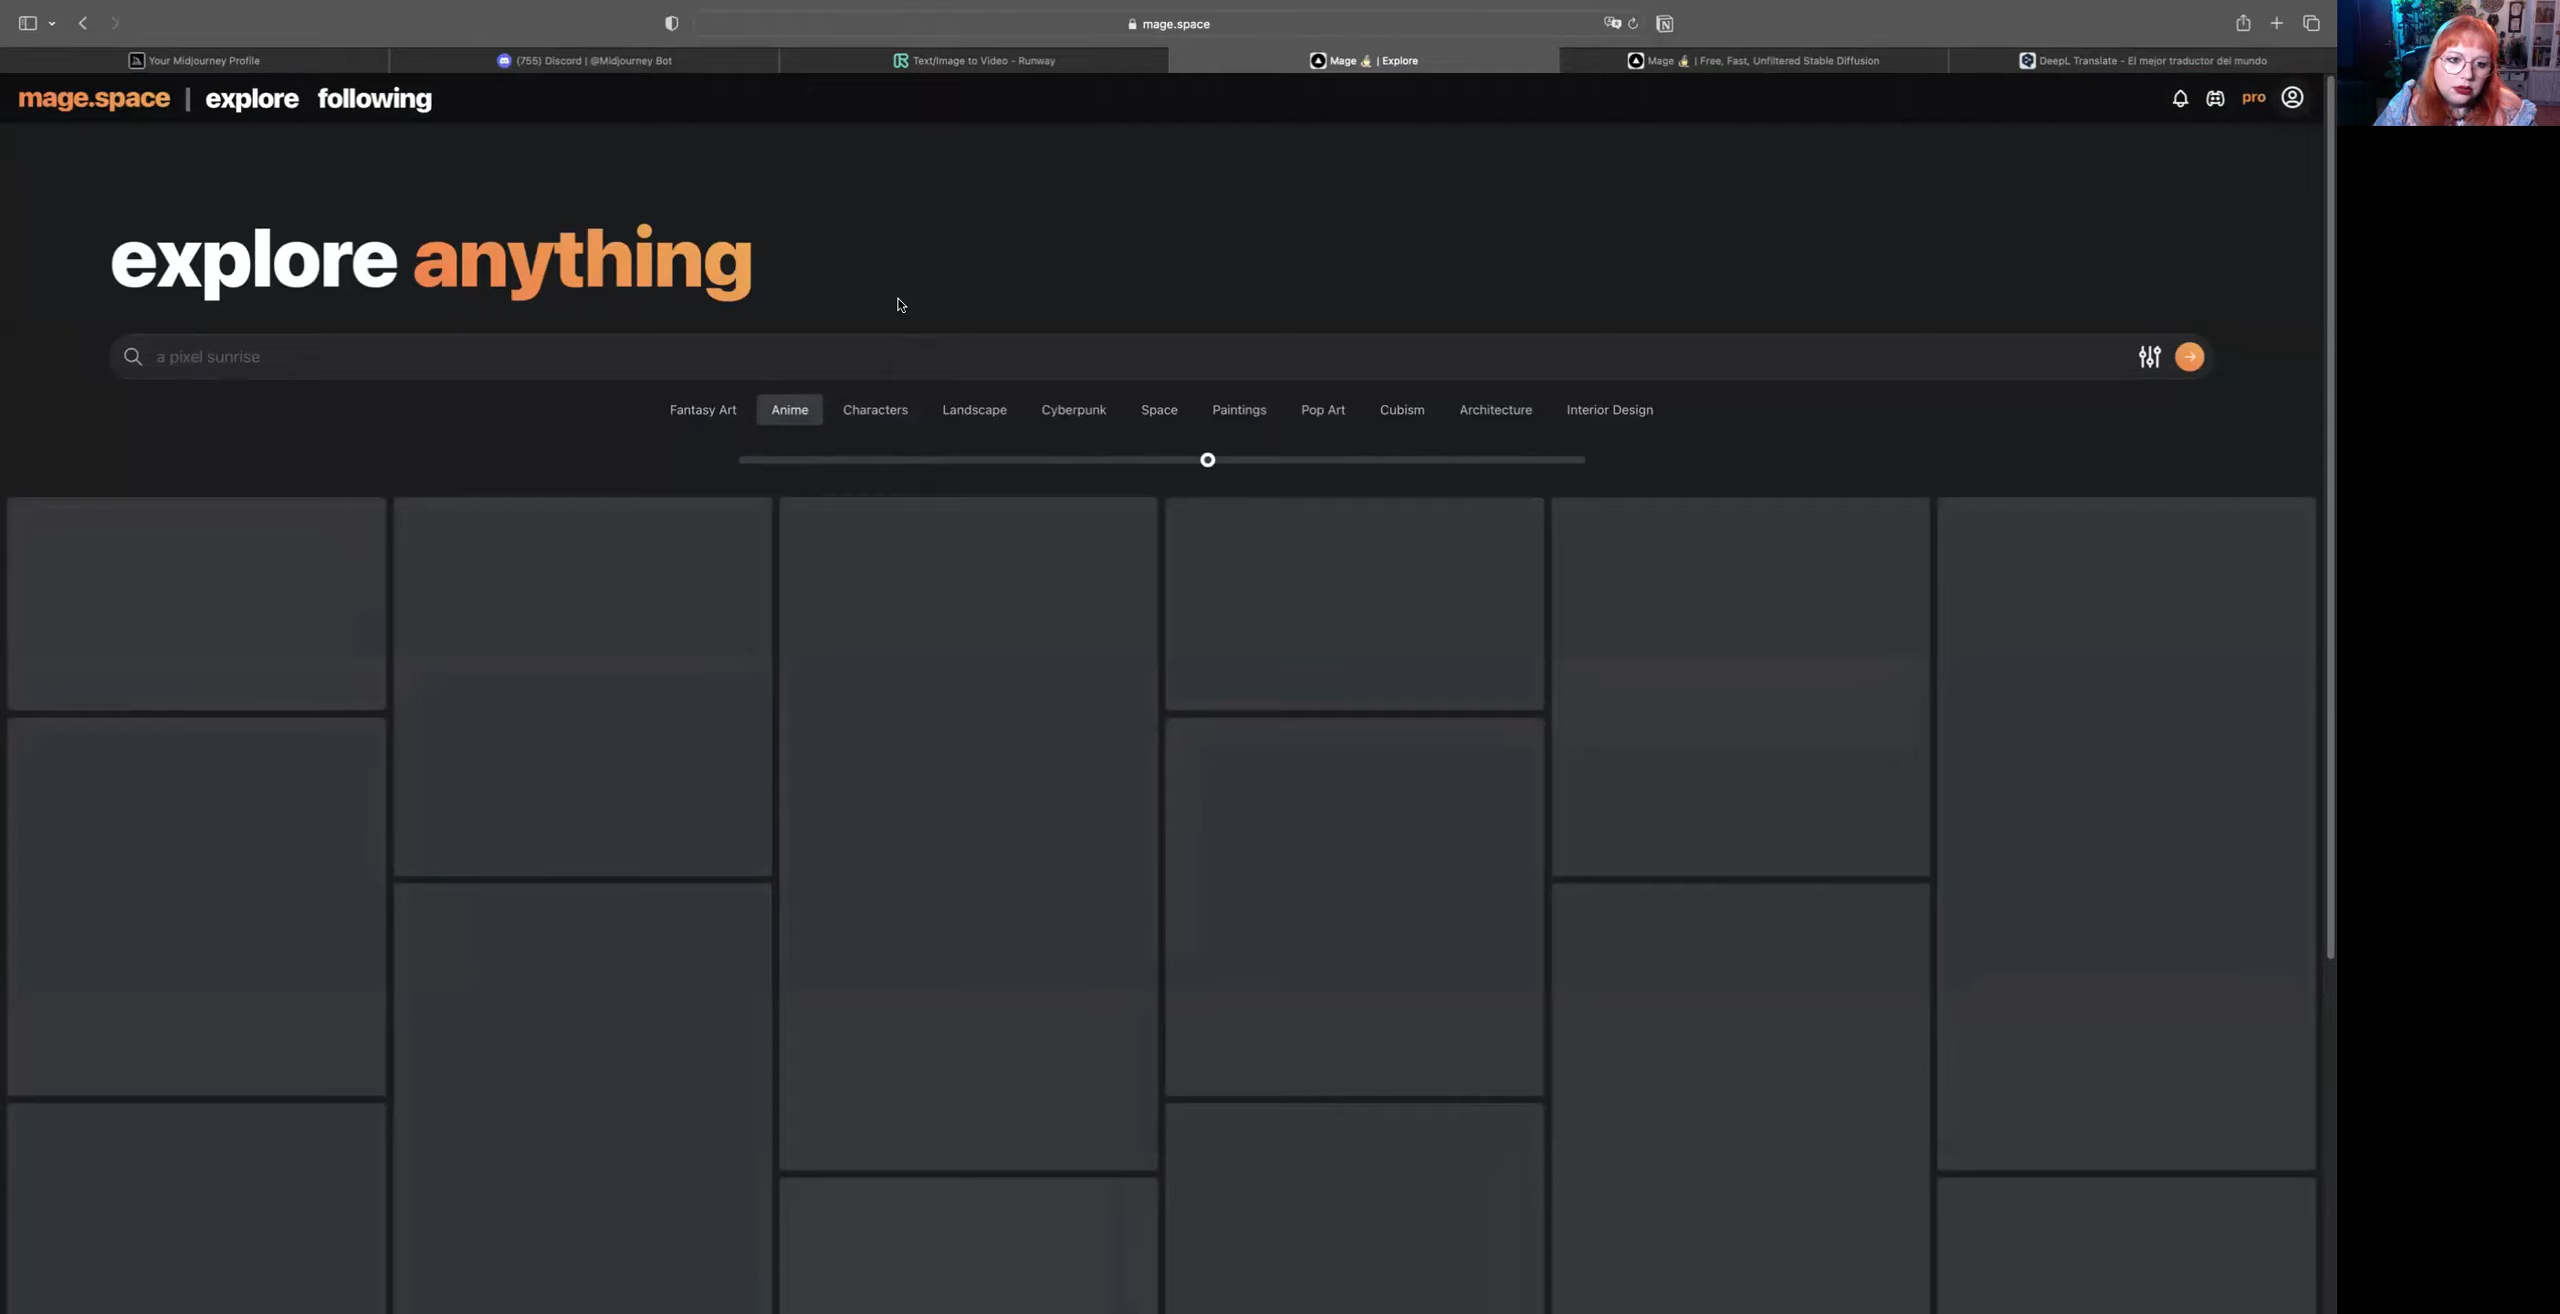 mage.space
Your Midjourney Profile
(755) Discord | @Midjourney Bot
Text/Image to Video - Runway
Mage | Explore
Mage | Free, Fast, Unfiltered Stable Diffusion
DeepL Translate - El mejor traductor del mundo
mage.space | explore following
pro
explore anything
a pixel sunrise
Fantasy Art Anime Characters Landscape Cyberpunk Space Paintings Pop Art Cubism Architecture Interior Design